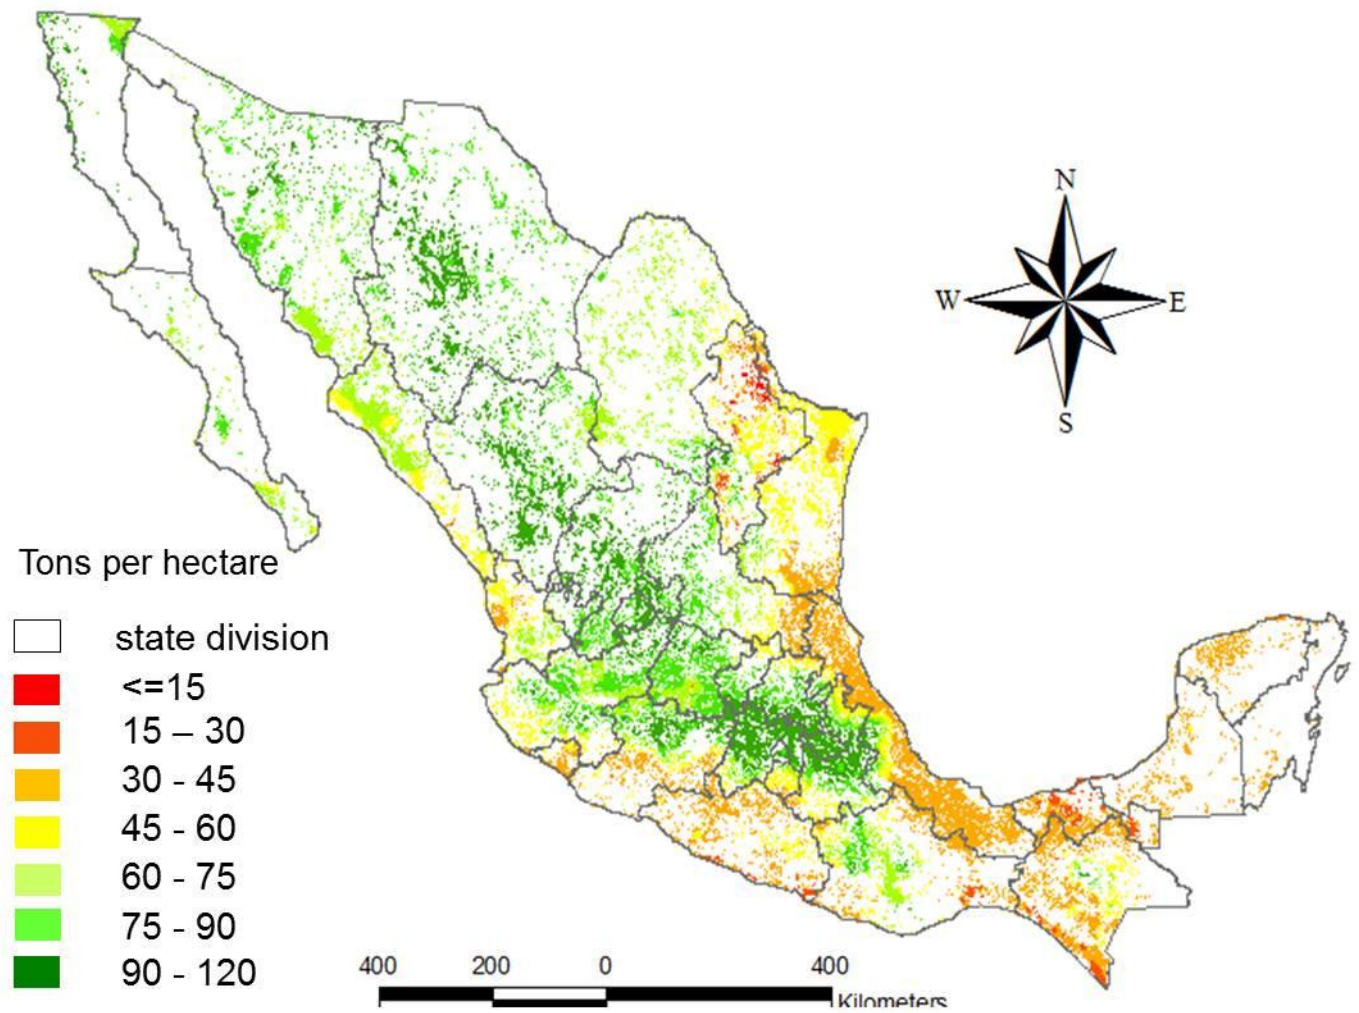 N
W E
S
Tons per hectare
state division
<=15
15 – 30
30 - 45
45 - 60
60 - 75
75 - 90
90 - 120
400 200 0 400
Kilometers